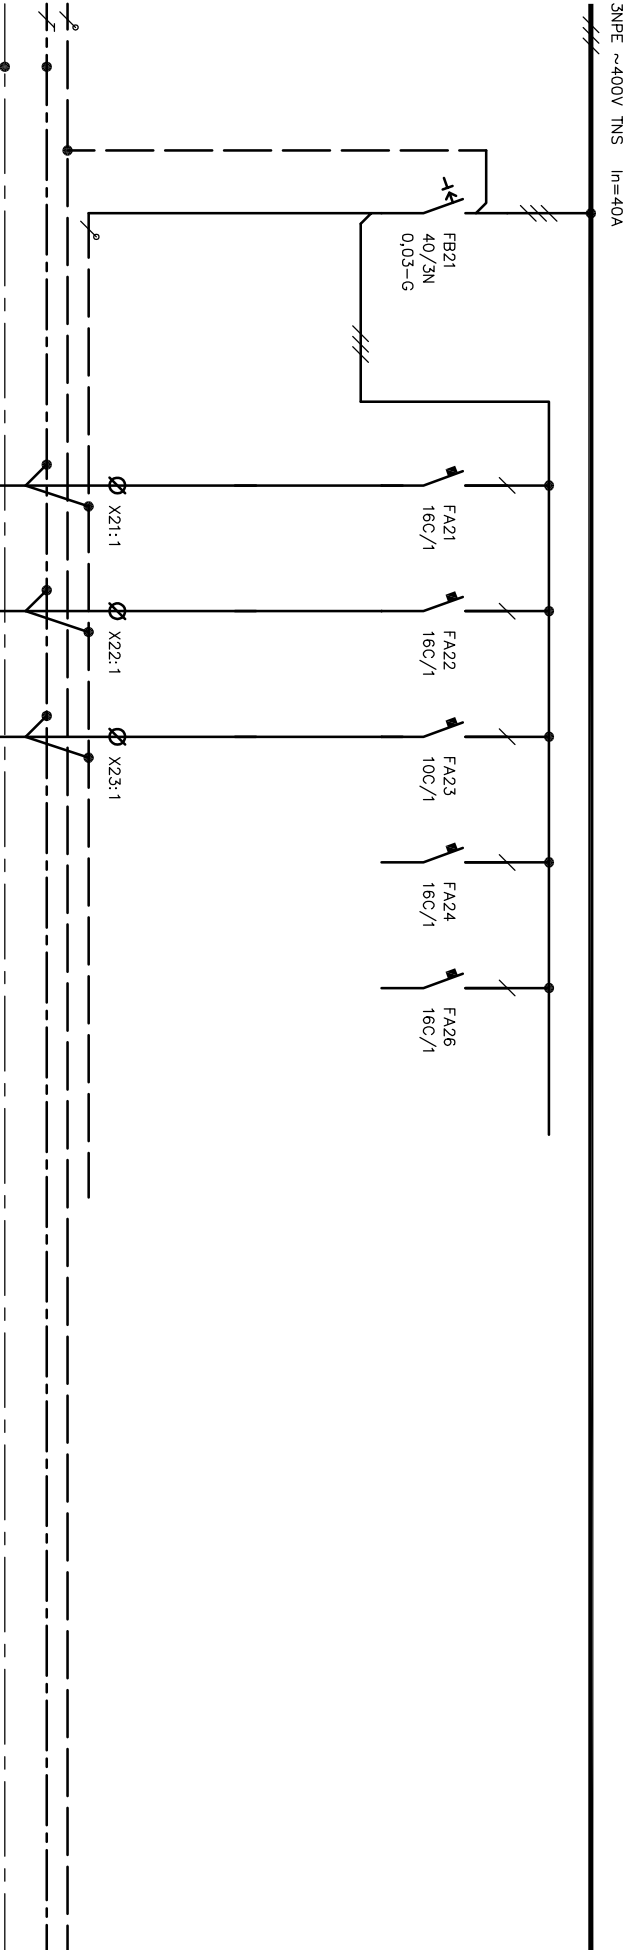 3NPE ~400V TNS In=40A
FB21
40/3N
0,03-G
FA21
16C/1
FA22
16C/1
FA23
10C/1
FA24
16C/1
FA26
16C/1
X21:1
X22:1
X23:1